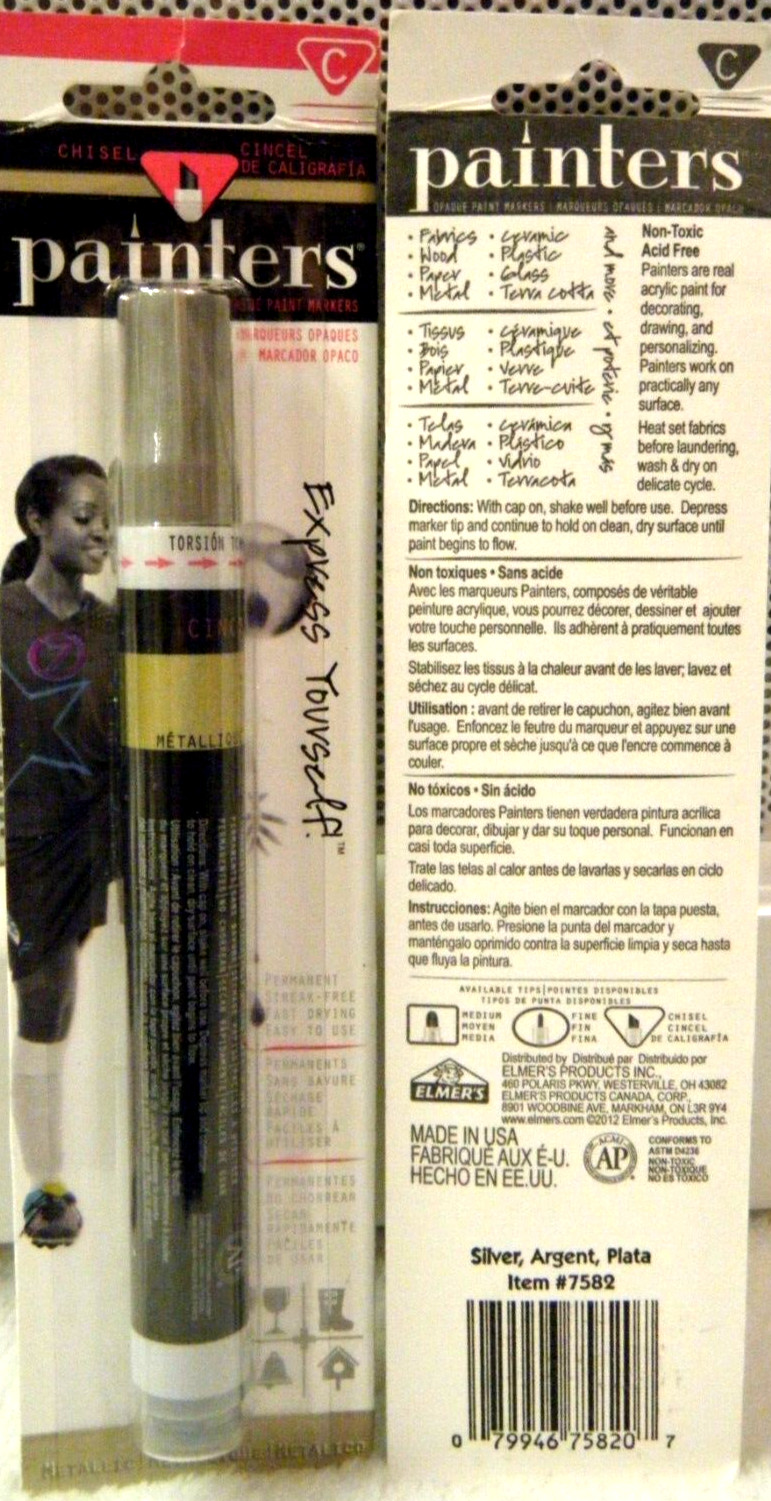 C
CHISEL
CINCEL
DE CALIGRAFÍA
painters®
PAINT MARKERS
MARQUEURS OPAQUES
MARCADOR OPACO
TORSIÓN
MÉTALLIQU
Express Yourself!™
PERMANENT
STREAK-FREE
FAST DRYING
EASY TO USE
PERMANENTS
SANS BAVURE
SÉCHAGE
RAPIDE
FACILES À
UTILISER
PERMANENTES
NO CHORREAN
SECAN
RAPIDAMENTE
FÁCILES
DE USAR
METALLIC METÁLICO
C
painters
OPAQUE PAINT MARKERS | MARQUEURS OPAQUES | MARCADOR OPACO
• Fabrics • Ceramic
• Wood • Plastic
• Paper • Glass
• Metal • Terra cotta
• Tissus • Céramique
• Bois • Plastique
• Papier • Verre
• Métal • Terre-cuite
• Telas • Cerámica
• Madera • Plástico
• Papel • Vidrio
• Metal • Terracota
and more • et poterie • y más
Non-Toxic
Acid Free
Painters are real
acrylic paint for
decorating,
drawing, and
personalizing.
Painters work on
practically any
surface.
Heat set fabrics
before laundering,
wash & dry on
delicate cycle.
Directions: With cap on, shake well before use. Depress
marker tip and continue to hold on clean, dry surface until
paint begins to flow.
Non toxiques • Sans acide
Avec les marqueurs Painters, composés de véritable
peinture acrylique, vous pourrez décorer, dessiner et ajouter
votre touche personnelle. Ils adhèrent à pratiquement toutes
les surfaces.
Stabilisez les tissus à la chaleur avant de les laver; lavez et
séchez au cycle délicat.
Utilisation : avant de retirer le capuchon, agitez bien avant
l'usage. Enfoncez le feutre du marqueur et appuyez sur une
surface propre et sèche jusqu'à ce que l'encre commence à
couler.
No tóxicos • Sin ácido
Los marcadores Painters tienen verdadera pintura acrílica
para decorar, dibujar y dar su toque personal. Funcionan en
casi toda superficie.
Trate las telas al calor antes de lavarlas y secarlas en ciclo
delicado.
Instrucciones: Agite bien el marcador con la tapa puesta,
antes de usarlo. Presione la punta del marcador y
manténgalo oprimido contra la superficie limpia y seca hasta
que fluya la pintura.
AVAILABLE TIPS | POINTES DISPONIBLES
TIPOS DE PUNTA DISPONIBLES
MEDIUM
MOYEN
MEDIA
FINE
FIN
FINA
CHISEL
CINCEL
DE CALIGRAFÍA
ELMER'S
Distributed by Distribué par Distribuido por
ELMER'S PRODUCTS INC.,
460 POLARIS PKWY, WESTERVILLE, OH 43082
ELMER'S PRODUCTS CANADA, CORP.,
8901 WOODBINE AVE, MARKHAM, ON L3R 9Y4
www.elmers.com ©2012 Elmer's Products, Inc.
MADE IN USA
FABRIQUÉ AUX É-U.
HECHO EN EE.UU.
ACMI
AP
CONFORMS TO
ASTM D4236
NON-TOXIC
NON-TOXIQUE
NO ES TÓXICO
Silver, Argent, Plata
Item #7582
0 79946 75820 7